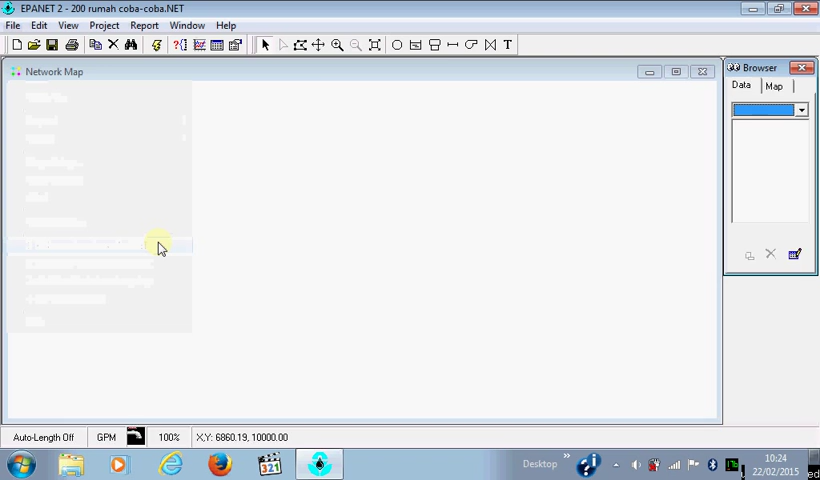 EPANET 2 - 200 rumah coba-coba.NET
File Edit View Project Report Window Help
Network Map
Browser
Data Map
Auto-Length Off GPM 100% X,Y: 6860.19, 10000.00
Desktop
10:24
22/02/2015